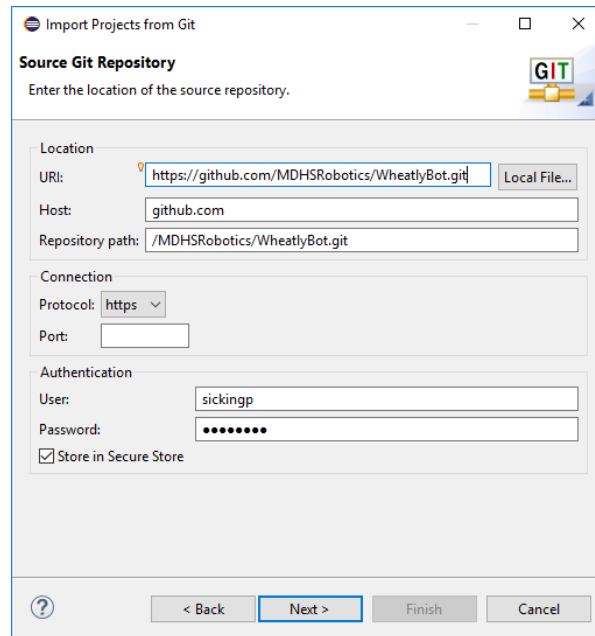 Import Projects from Git
Source Git Repository
Enter the location of the source repository.
GIT
Location
URI: https://github.com/MDHSRobotics/WheatlyBot.git Local File...
Host: github.com
Repository path: /MDHSRobotics/WheatlyBot.git
Connection
Protocol: https
Port:
Authentication
User: sickingp
Password: ●●●●●●●●
Store in Secure Store
? < Back Next > Finish Cancel